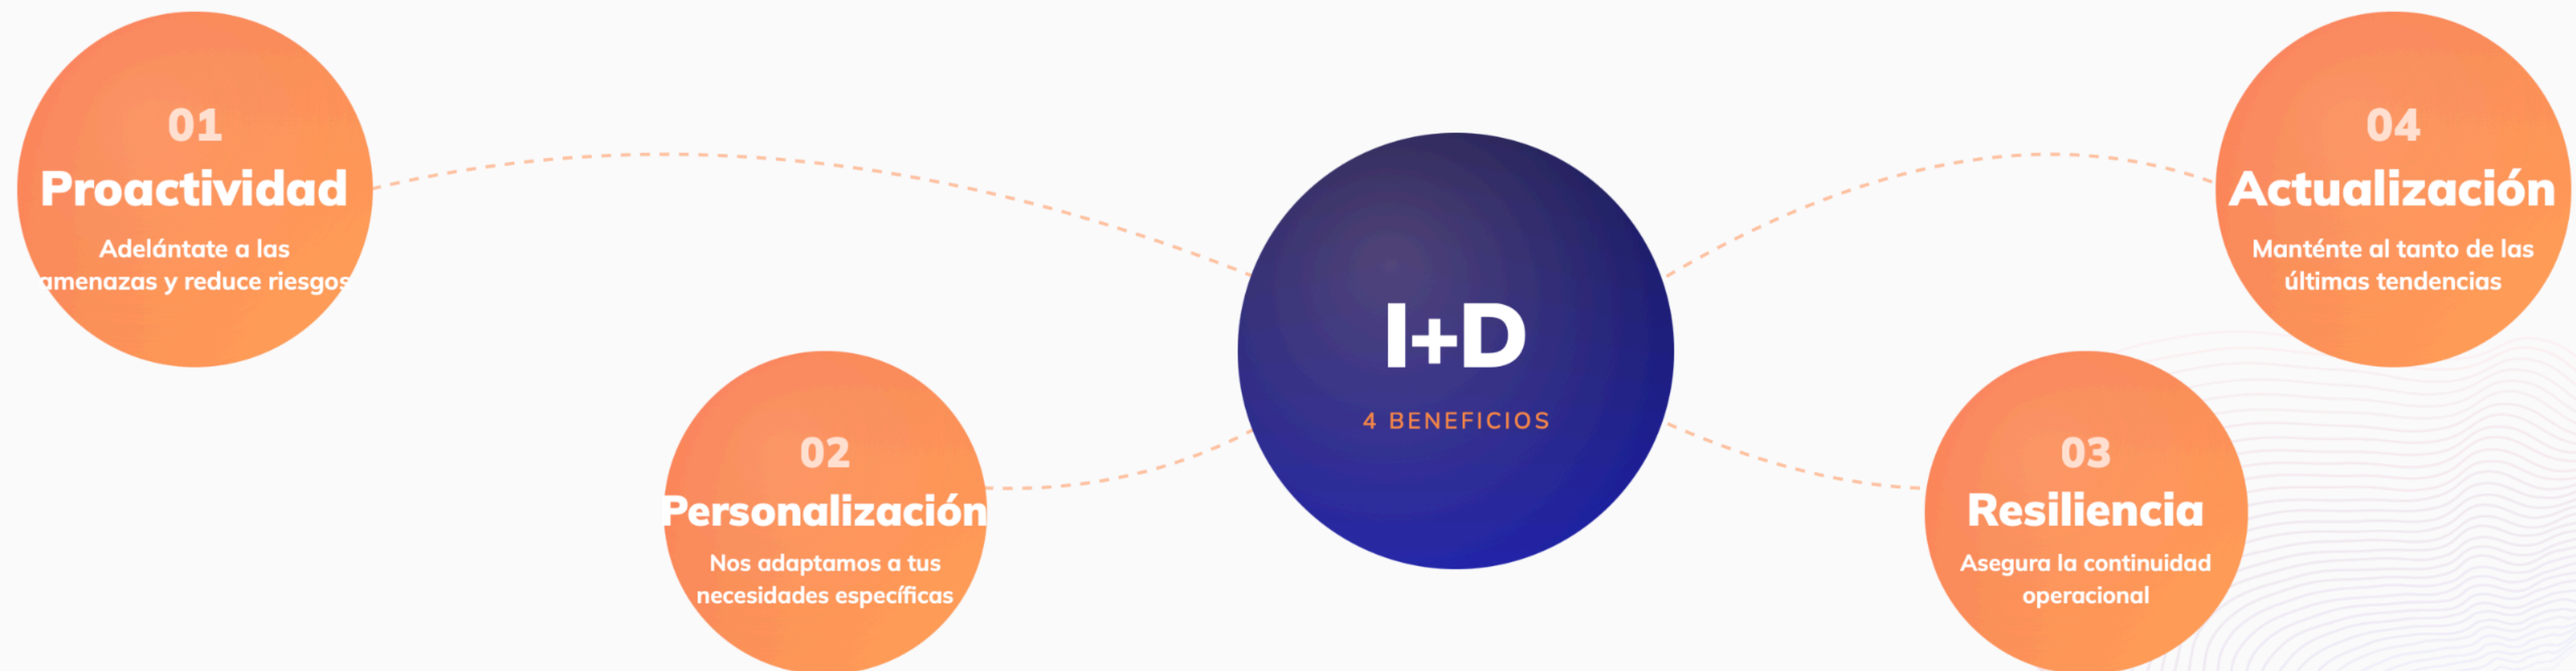 01
Proactividad
Adelántate a las
amenazas y reduce riesgos
02
Personalización
Nos adaptamos a tus
necesidades específicas
I+D
4 BENEFICIOS
03
Resiliencia
Asegura la continuidad
operacional
04
Actualización
Manténte al tanto de las
últimas tendencias